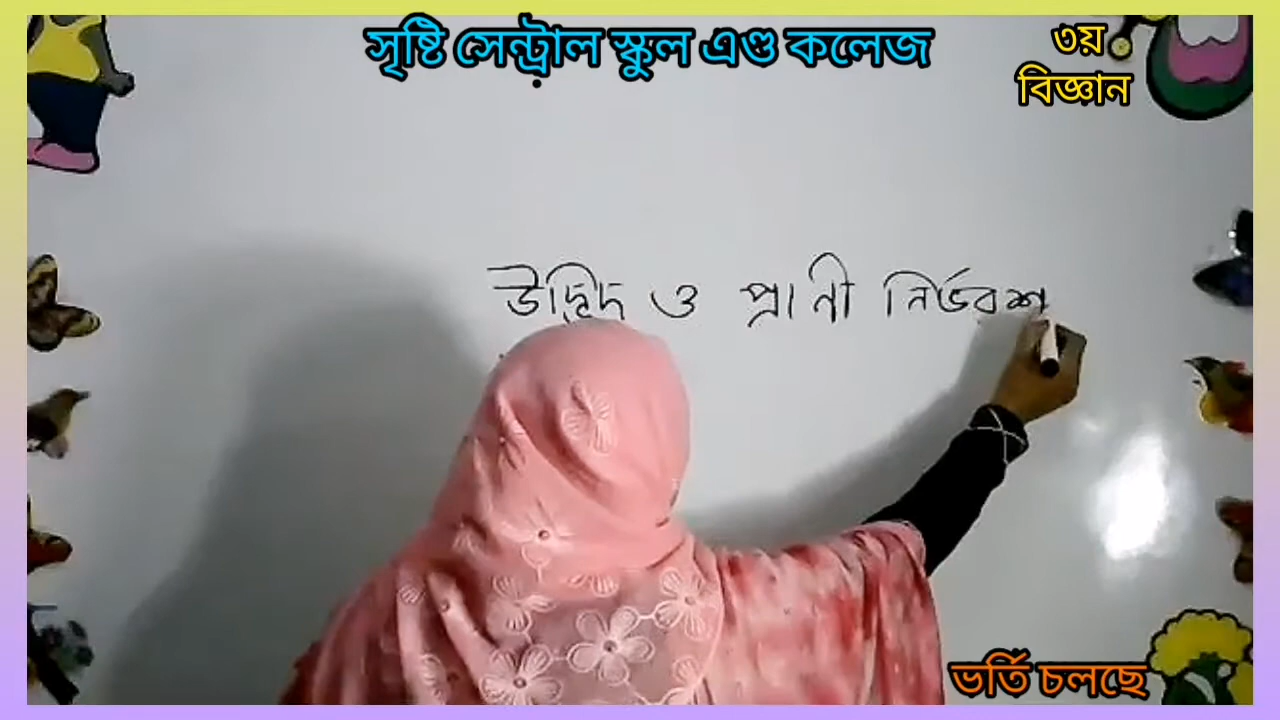 সৃষ্টি সেন্ট্রাল স্কুল এণ্ড কলেজ
৩য়
বিজ্ঞান
উদ্ভিদ ও প্রানী নির্ভরশ
ভর্তি চলছে